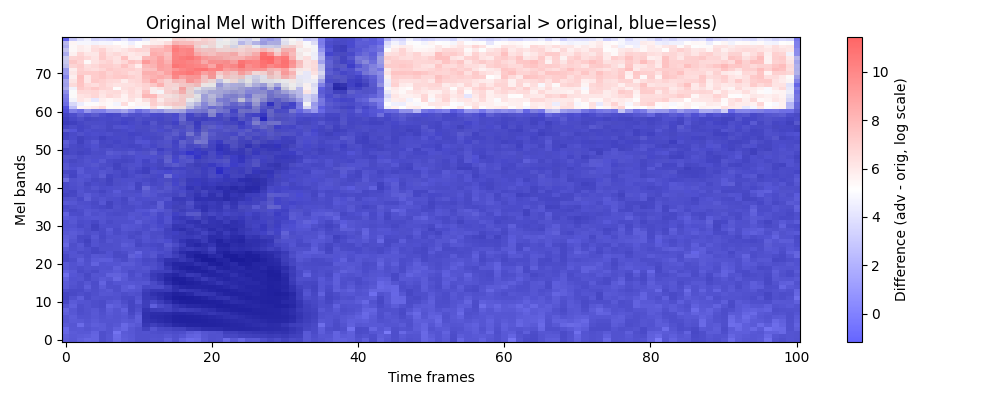 Original Mel with Differences (red=adversarial > original, blue=less)
Mel bands
70
60
50
40
30
20
10
0
0 20 40 60 80 100
Time frames
10
8
6
4
2
0
Difference (adv - orig, log scale)